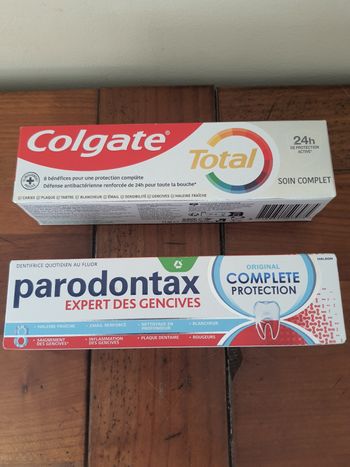 Colgate®
Total
24h
DE PROTECTION
ACTIVE*
8 bénéfices pour une protection complète
Défense antibactérienne renforcée de 24h pour toute la bouche*
SOIN COMPLET
CARIES PLAQUE TARTRE BLANCHEUR ÉMAIL SENSIBILITÉ GENCIVES HALEINE FRAÎCHE
DENTIFRICE QUOTIDIEN AU FLUOR
HALEON
parodontax
EXPERT DES GENCIVES
ORIGINAL
COMPLETE
PROTECTION
8
• HALEINE FRAÎCHE • EMAIL RENFORCÉ • NETTOYAGE EN PROFONDEUR • BLANCHEUR
• SAIGNEMENT DES GENCIVES* • INFLAMMATION DES GENCIVES • PLAQUE DENTAIRE • ROUGEURS